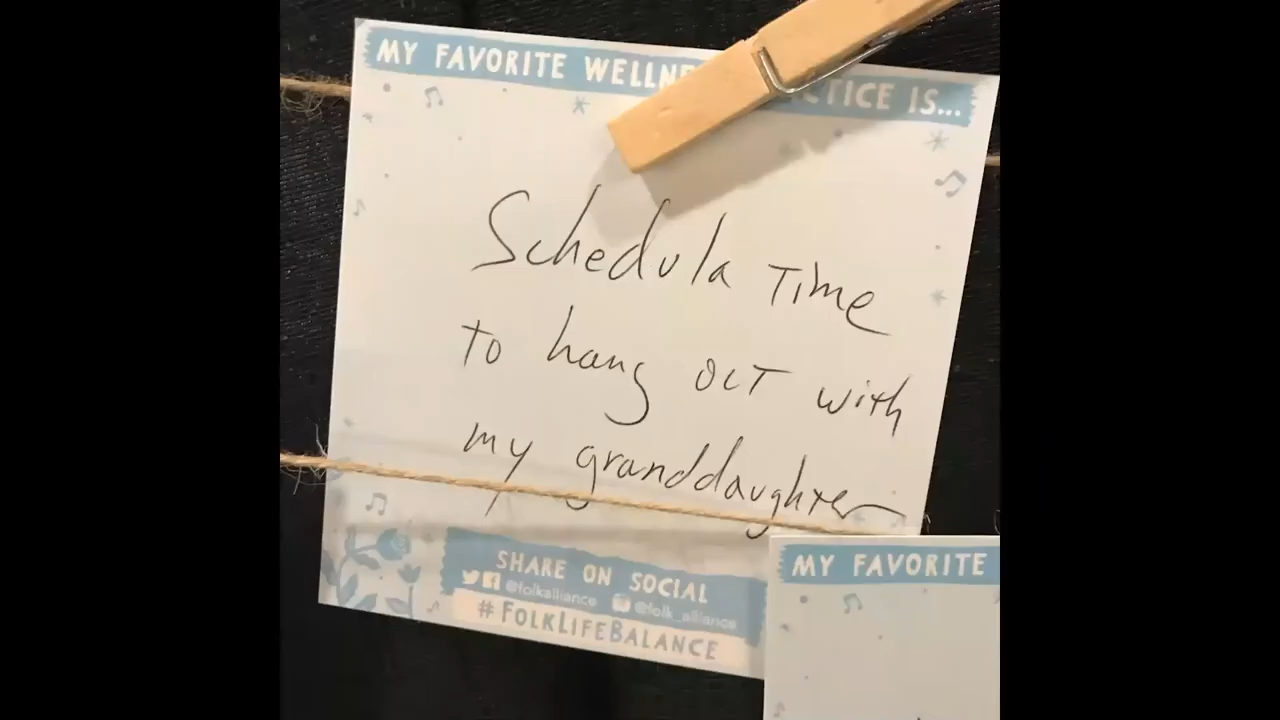 MY FAVORITE WELLNE CTICE IS...
Schedula Time
to hang out with
my granddaughter
SHARE ON SOCIAL
@folkalliance @folk_alliance
#FOLKLIFEBALANCE
MY FAVORITE